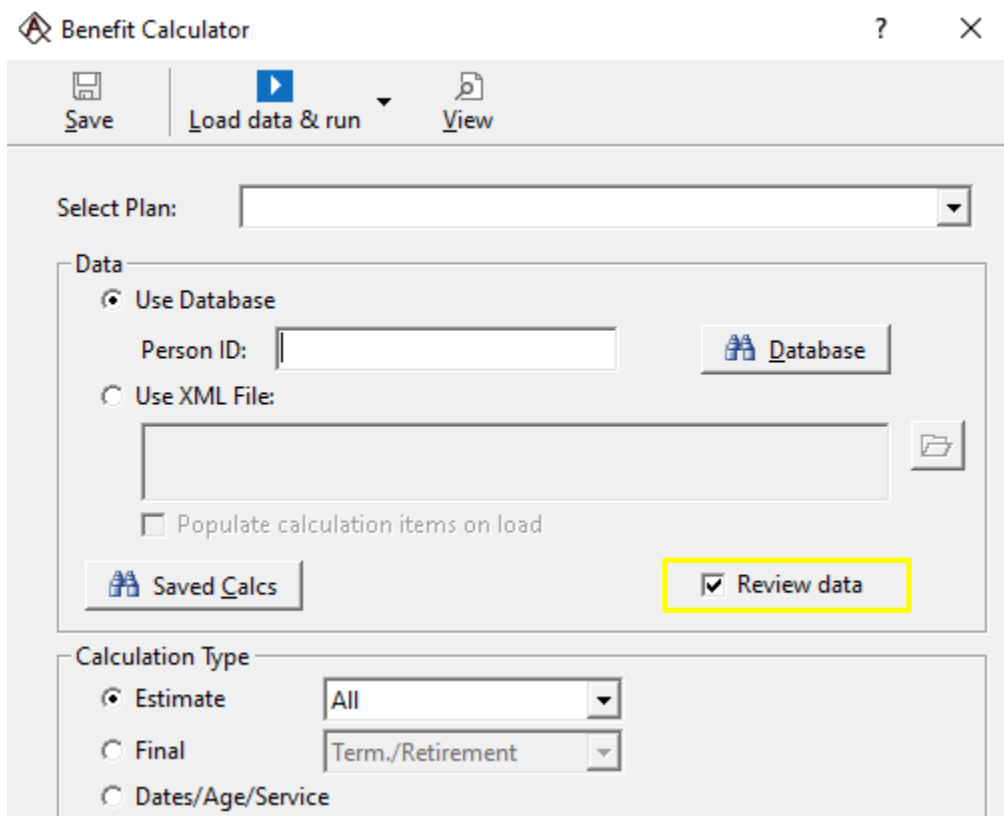 Benefit Calculator ?
Save Load data & run View
Select Plan:
Data
Use Database
Person ID: Database
Use XML File:
Populate calculation items on load
Saved Calcs Review data
Calculation Type
Estimate All
Final Term./Retirement
Dates/Age/Service